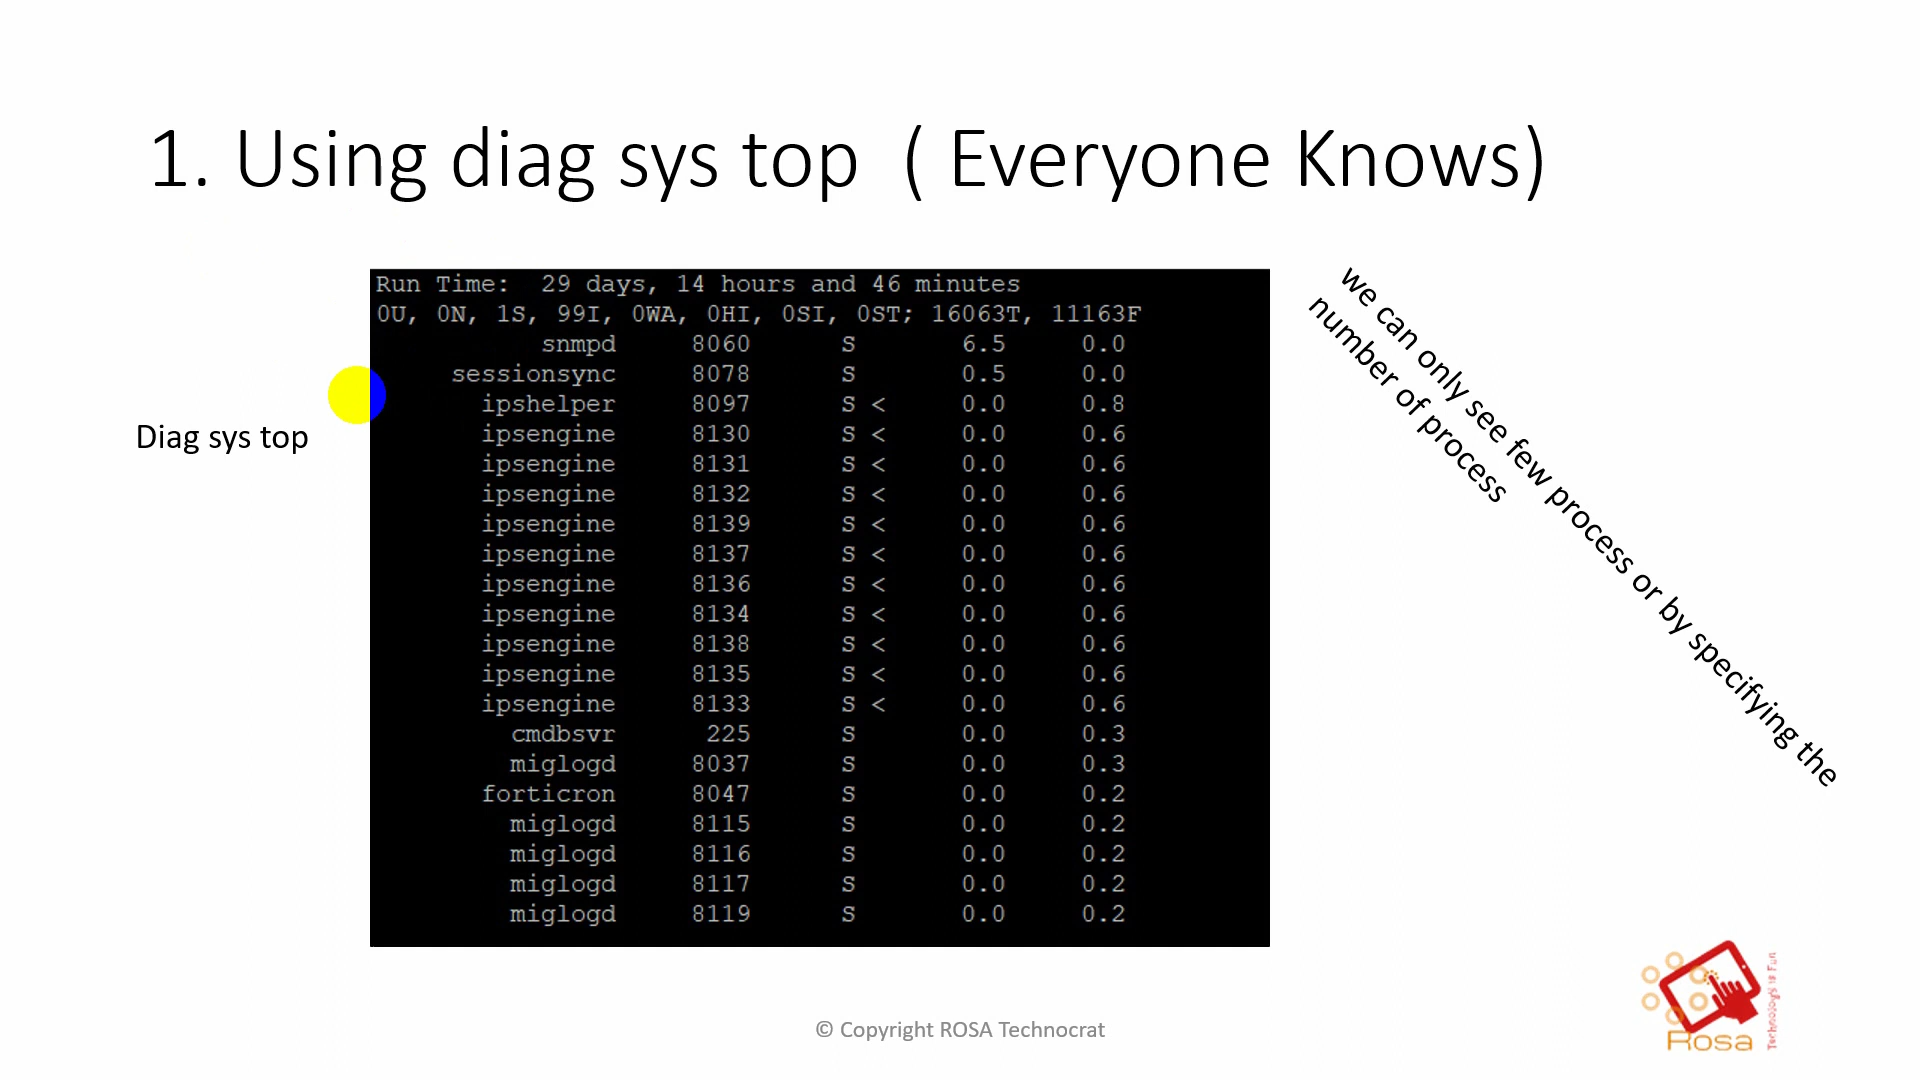 1. Using diag sys top ( Everyone Knows)
Diag sys top
Run Time: 29 days, 14 hours and 46 minutes
0U, 0N, 1S, 99I, 0WA, 0HI, 0SI, 0ST; 16063T, 11163F
snmpd 8060 S 6.5 0.0
sessionsync 8078 S 0.5 0.0
ipshelper 8097 S < 0.0 0.8
ipsengine 8130 S < 0.0 0.6
ipsengine 8131 S < 0.0 0.6
ipsengine 8132 S < 0.0 0.6
ipsengine 8139 S < 0.0 0.6
ipsengine 8137 S < 0.0 0.6
ipsengine 8136 S < 0.0 0.6
ipsengine 8134 S < 0.0 0.6
ipsengine 8138 S < 0.0 0.6
ipsengine 8135 S < 0.0 0.6
ipsengine 8133 S < 0.0 0.6
cmdbsvr 225 S 0.0 0.3
miglogd 8037 S 0.0 0.3
forticron 8047 S 0.0 0.2
miglogd 8115 S 0.0 0.2
miglogd 8116 S 0.0 0.2
miglogd 8117 S 0.0 0.2
miglogd 8119 S 0.0 0.2
we can only see few process or by specifying the
number of process
© Copyright ROSA Technocrat
Rosa
Technology is Fun